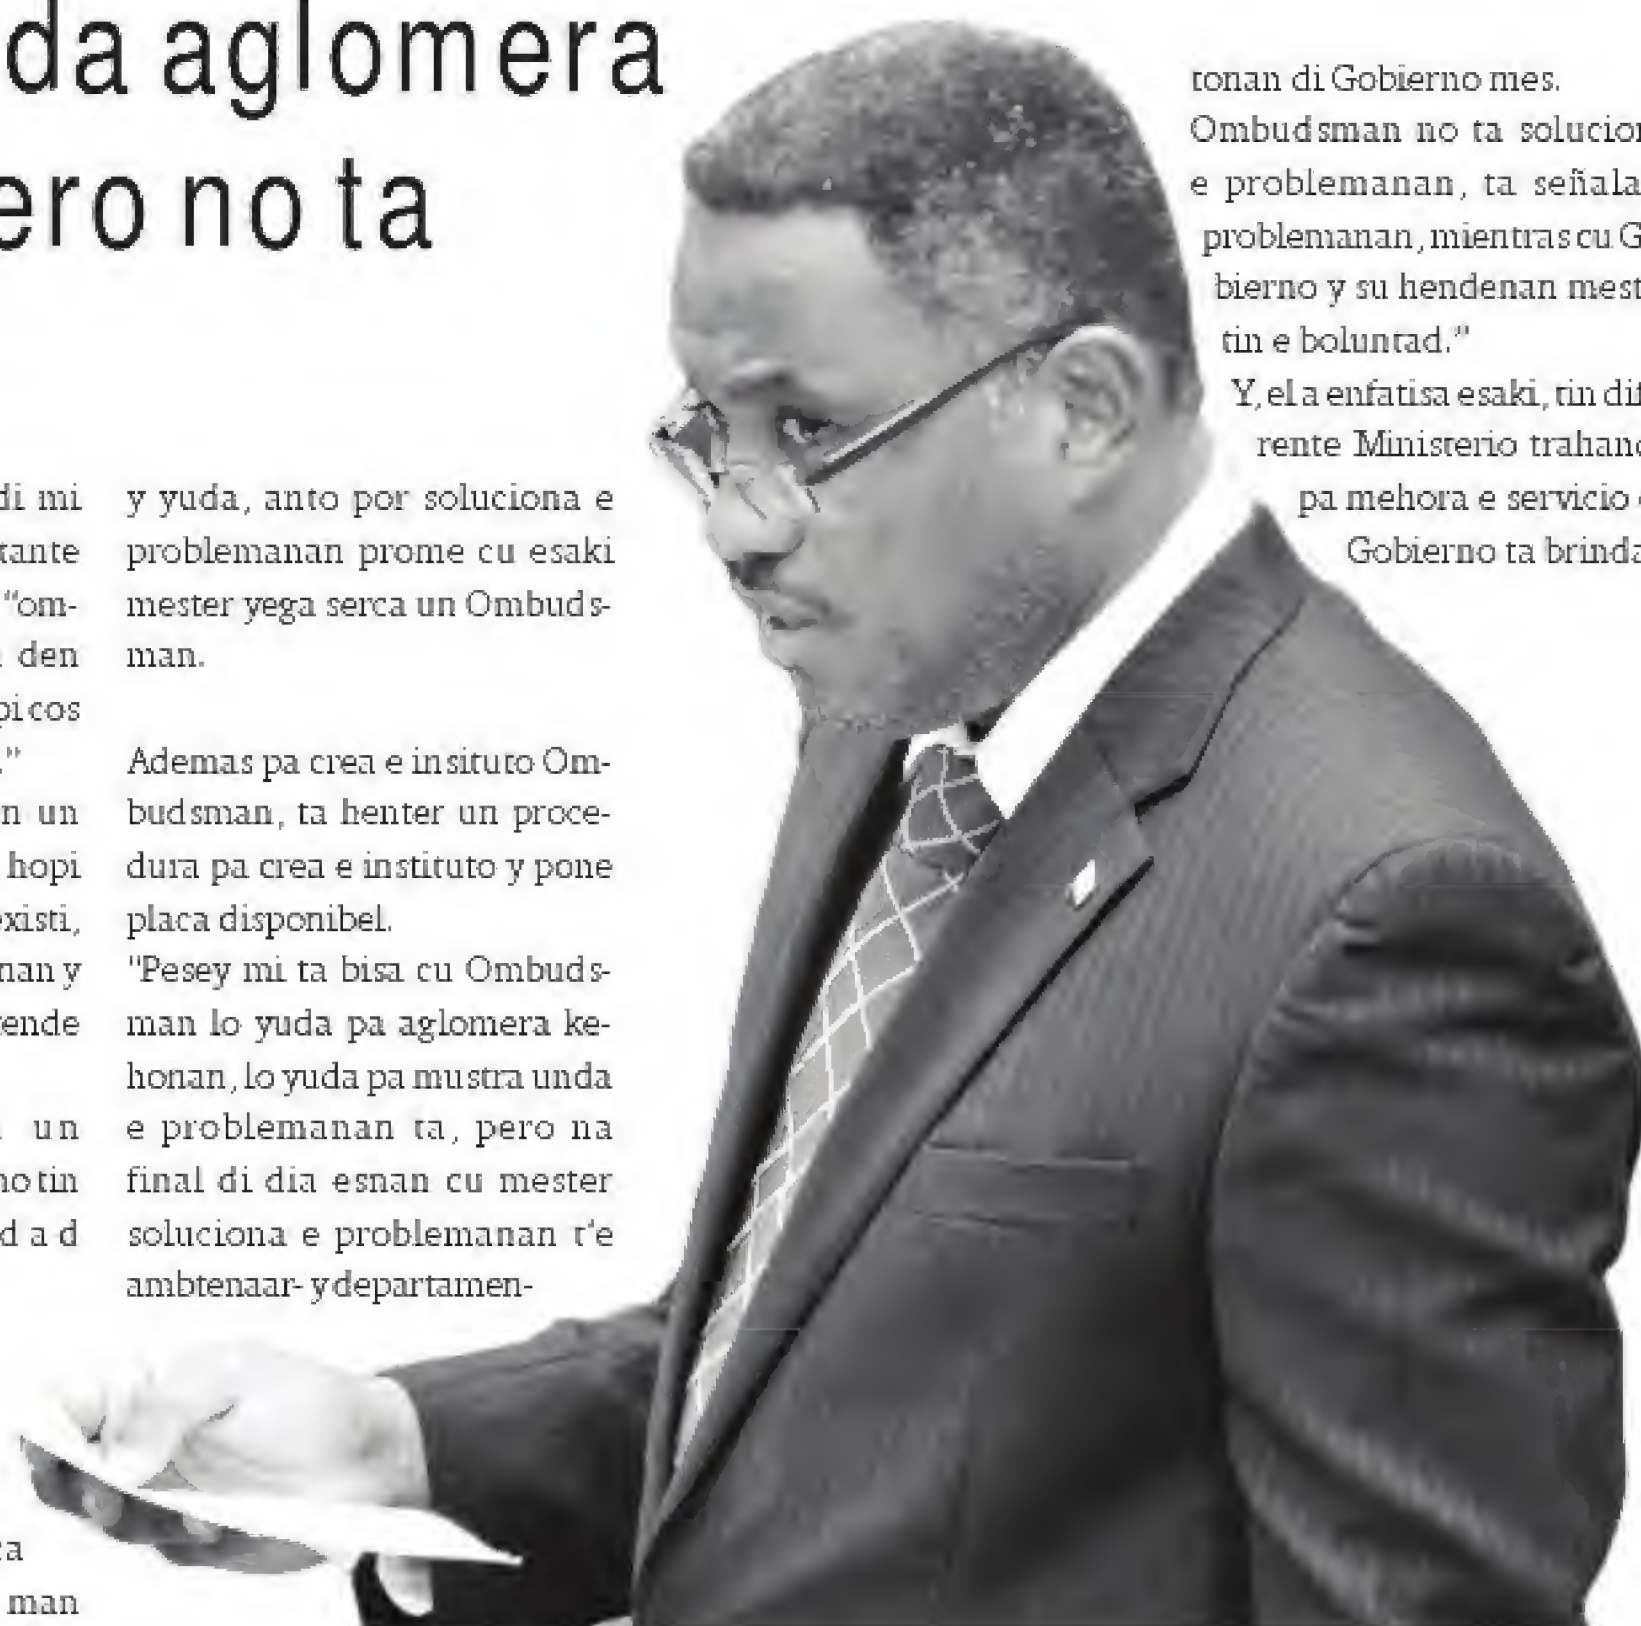 da aglomera
ero no ta
di mi
tante
"om-
den
picos
."
n un
hopi
existi,
nan y
tende
un
no tin
d a d
ca
man
y yuda, anto por soluciona e
problemanan prome cu esaki
mester yega serca un Ombuds-
man.
Ademas pa crea e insituto Om-
budsman, ta henter un proce-
dura pa crea e instituto y pone
placa disponibel.
"Pesey mi ta bisa cu Ombuds-
man lo yuda pa aglomera ke-
honan, lo yuda pa mustra unda
e problemanan ta, pero na
final di dia esnan cu mester
soluciona e problemanan t'e
ambtenaar- y departamen-
tonan di Gobierno mes.
Ombudsman no ta solucion
e problemanan, ta señala
problemanan, mientras cu G
bierno y su hendenan mest
tin e boluntad."
Y, el a enfatisa esaki, tin dif
rente Ministerio trahand
pa mehora e servicio
Gobierno ta brinda